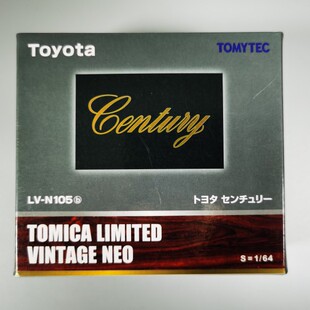 Toyota
TOMYTEC
Century
LV-N105ⓑ
トヨタ センチュリー
TOMICA LIMITED
VINTAGE NEO
S=1/64